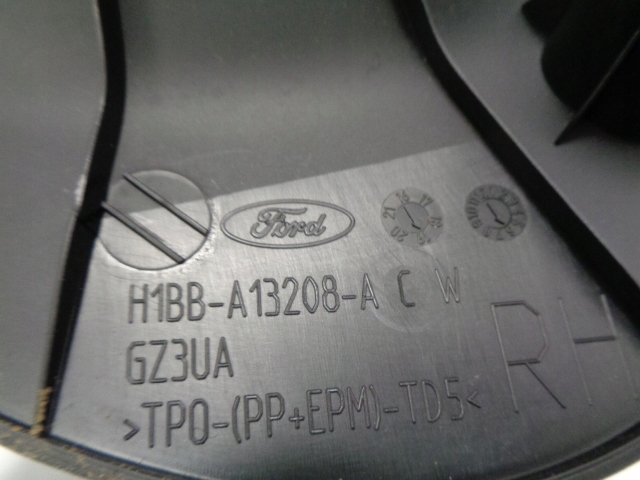 Ford
H1BB-A13208-A C W
GZ3UA
>TPO-(PP+EPM)-TD5<
RH